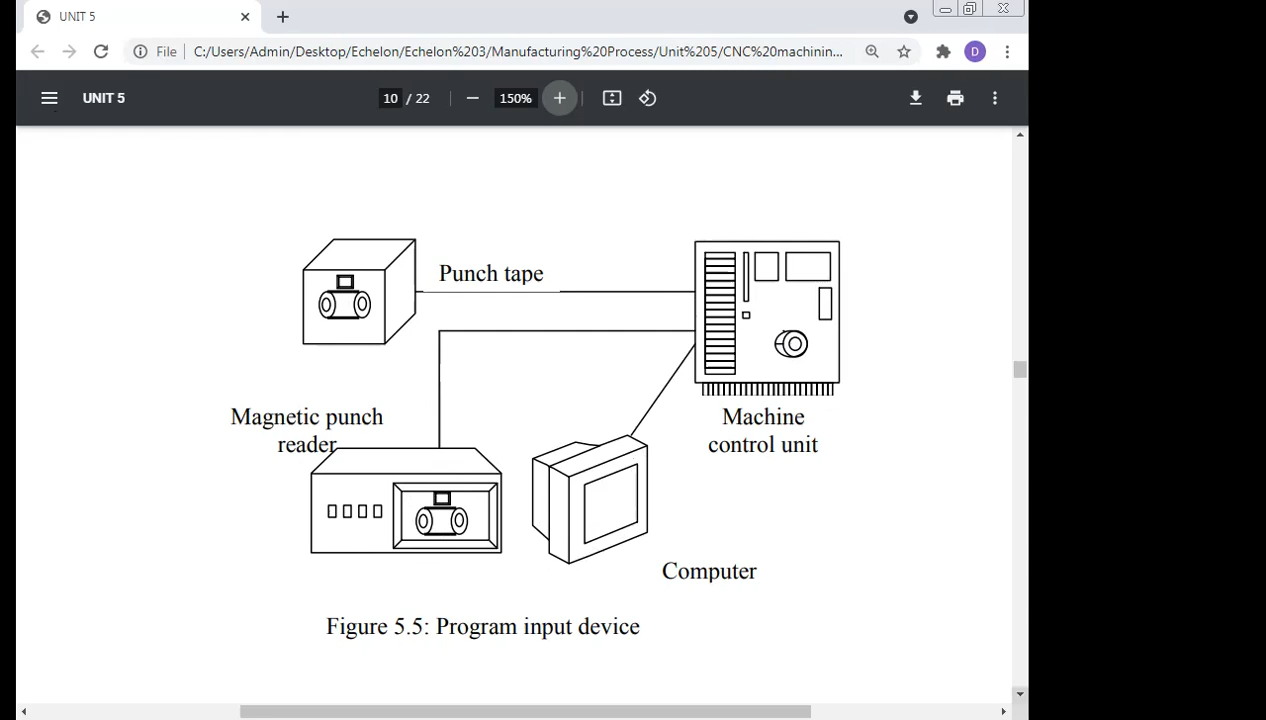 UNIT 5
File
C:/Users/Admin/Desktop/Echelon/Echelon%203/Manufacturing%20Process/Unit%205/CNC%20machinin...
D
UNIT 5
10 / 22
150%
Punch tape
Magnetic punch
reader
Machine
control unit
Computer
Figure 5.5: Program input device